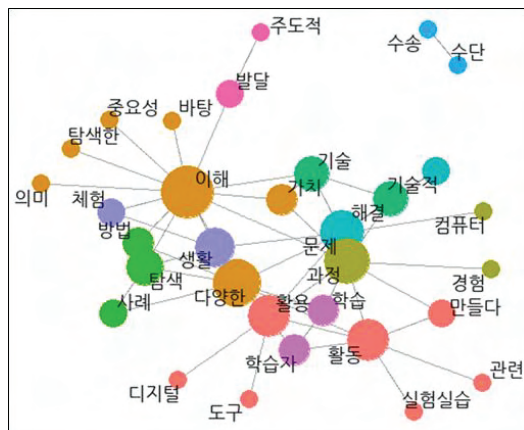 주도적
수송
수단
발달
중요성
바탕
탐색한
기술
이해
기술적
의미
가치
체험
해결
컴퓨터
방법
생활
문제
탐색
과정
경험
사례
다양한
활용
학습
만들다
학습자
활동
디지털
관련
도구
실험실습